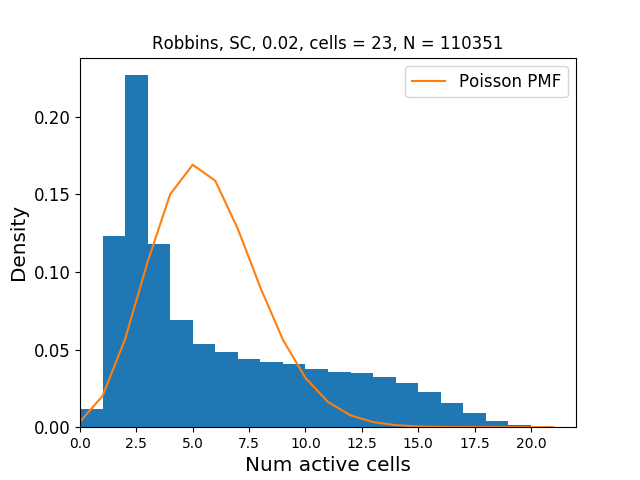 Robbins, SC, 0.02, cells = 23, N = 110351
Poisson PMF
Density
0.20
0.15
0.10
0.05
0.00
0.0 2.5 5.0 7.5 10.0 12.5 15.0 17.5 20.0
Num active cells